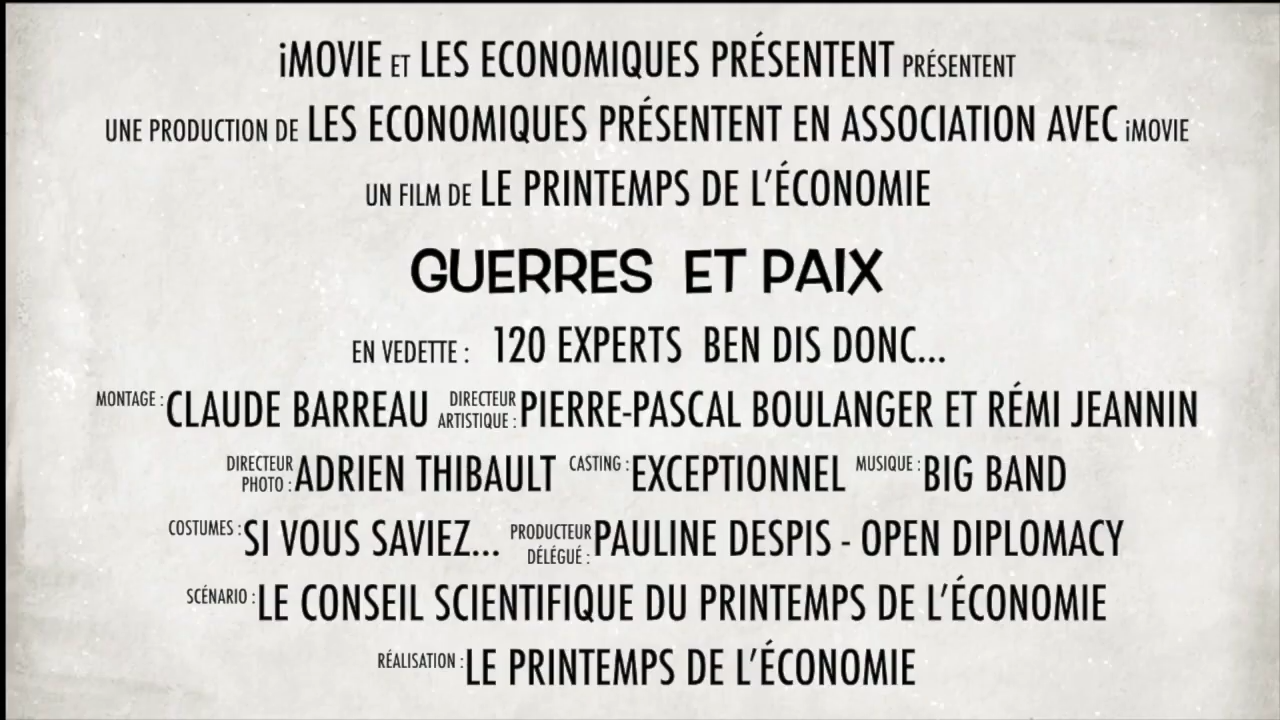 iMOVIE ET LES ECONOMIQUES PRÉSENTENT PRÉSENTENT
UNE PRODUCTION DE LES ECONOMIQUES PRÉSENTENT EN ASSOCIATION AVEC iMOVIE
UN FILM DE LE PRINTEMPS DE L'ÉCONOMIE
GUERRES ET PAIX
EN VEDETTE : 120 EXPERTS BEN DIS DONC...
MONTAGE : CLAUDE BARREAU DIRECTEUR ARTISTIQUE : PIERRE-PASCAL BOULANGER ET RÉMI JEANNIN
DIRECTEUR PHOTO : ADRIEN THIBAULT CASTING : EXCEPTIONNEL MUSIQUE : BIG BAND
COSTUMES : SI VOUS SAVIEZ... PRODUCTEUR DÉLÉGUÉ : PAULINE DESPIS - OPEN DIPLOMACY
SCÉNARIO : LE CONSEIL SCIENTIFIQUE DU PRINTEMPS DE L'ÉCONOMIE
RÉALISATION : LE PRINTEMPS DE L'ÉCONOMIE